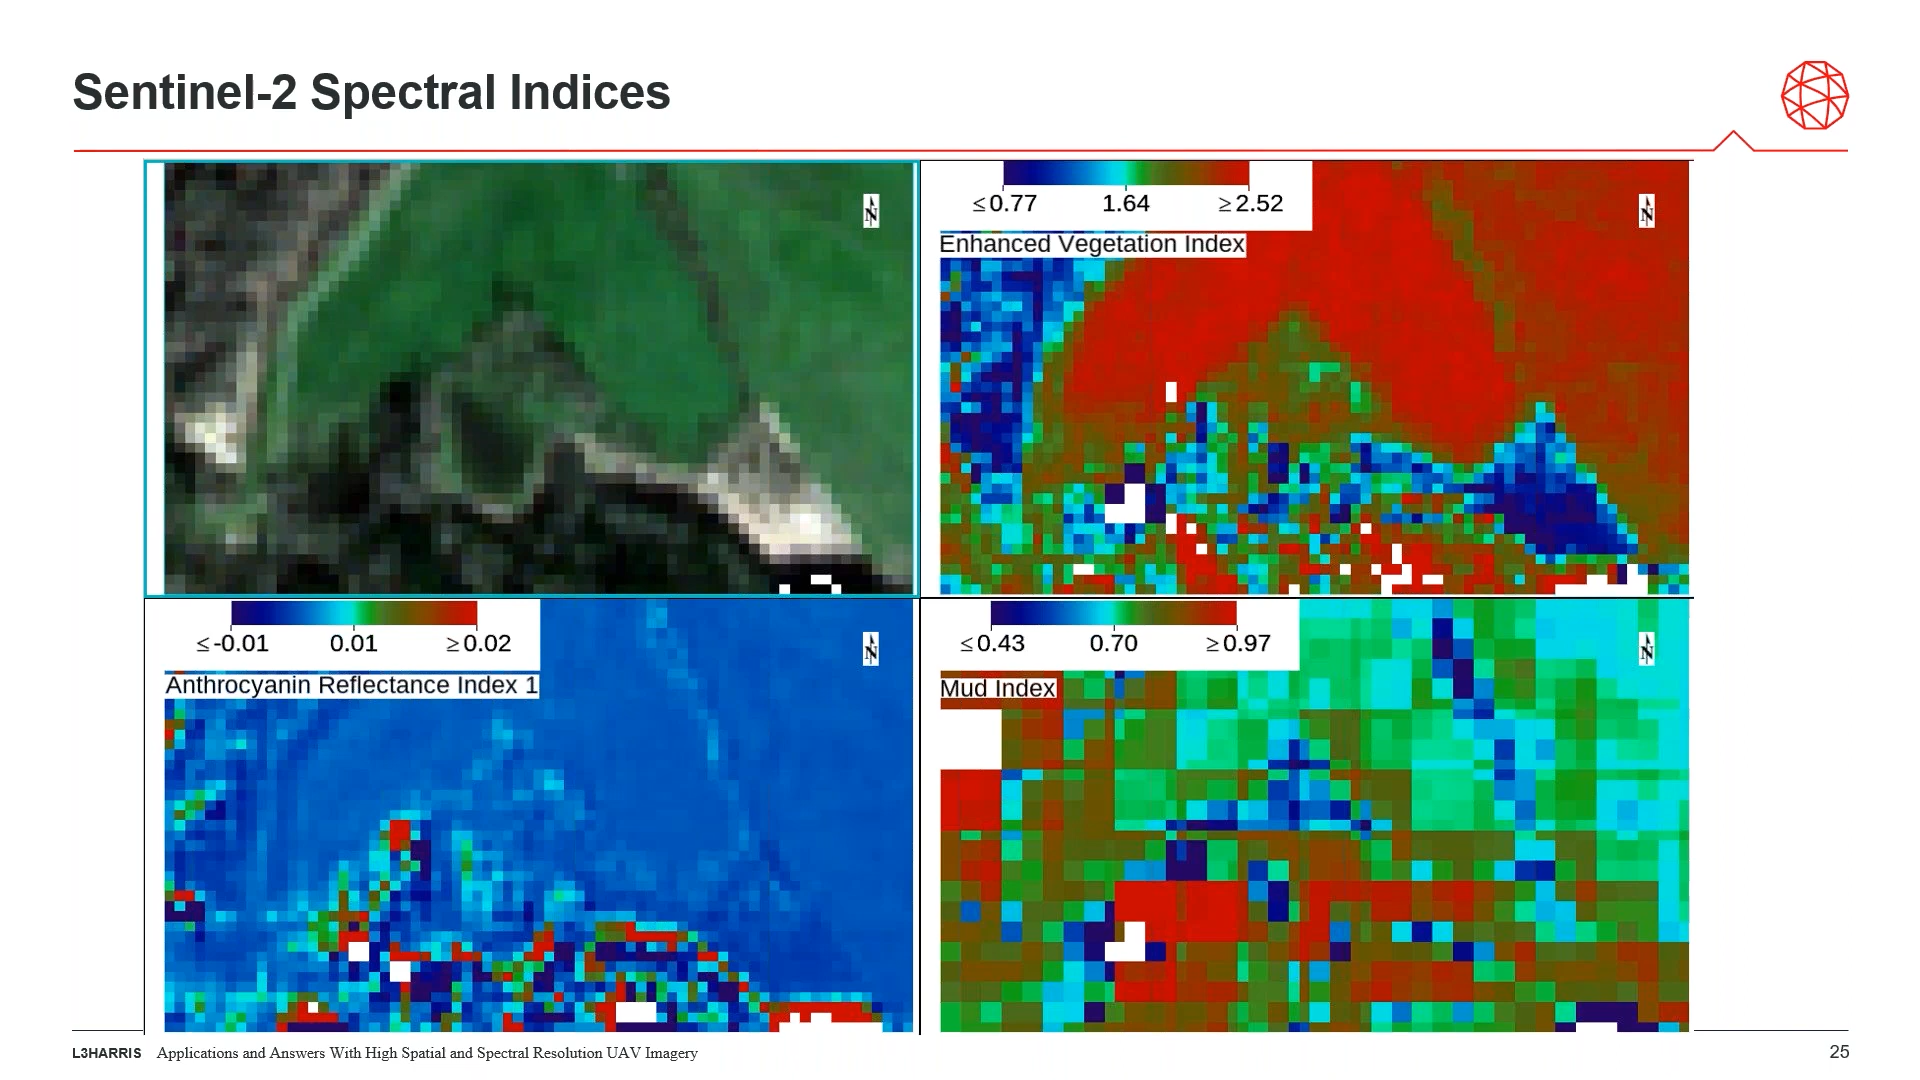 Sentinel-2 Spectral Indices
N
≤0.77 1.64 ≥2.52
Enhanced Vegetation Index
N
≤-0.01 0.01 ≥0.02
Anthrocyanin Reflectance Index 1
N
≤0.43 0.70 ≥0.97
Mud Index
N
L3HARRIS Applications and Answers With High Spatial and Spectral Resolution UAV Imagery
25